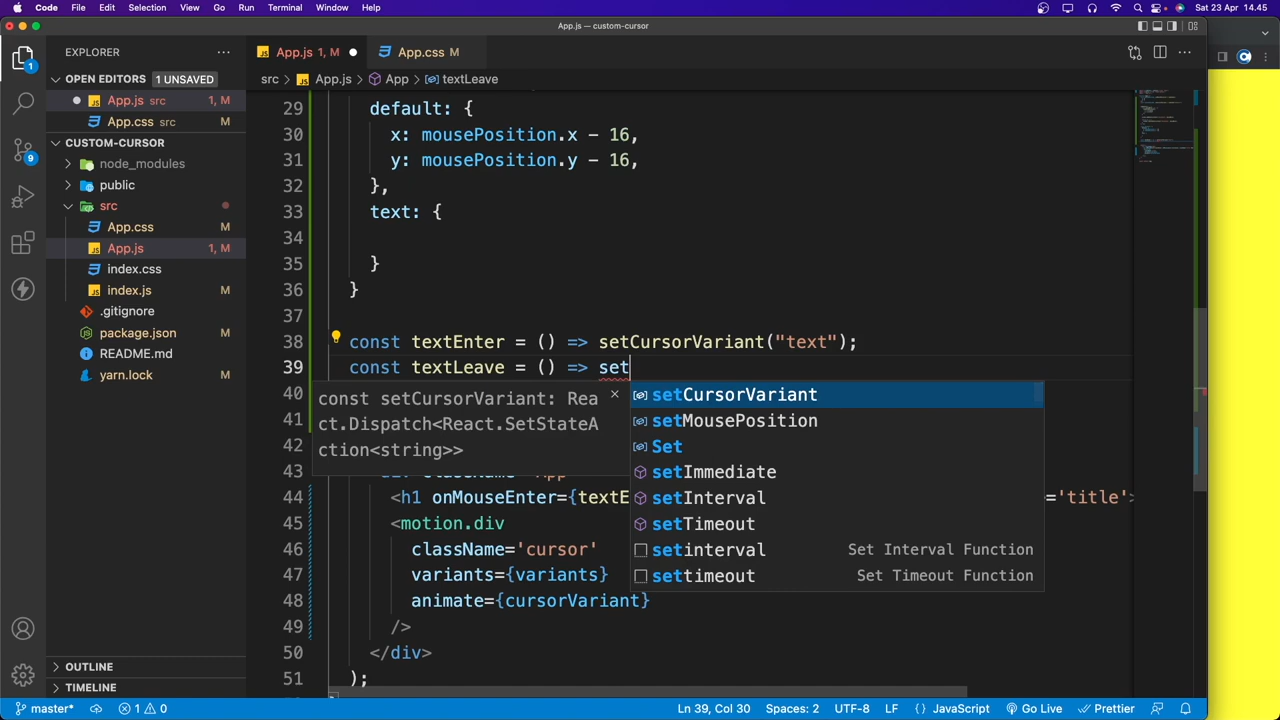 Code File Edit Selection View Go Run Terminal Window Help Sat 23 Apr 14.45
App.js — custom-cursor
EXPLORER
App.js 1, M
App.css M
OPEN EDITORS 1 UNSAVED
src > App.js > App > textLeave
App.js src 1, M
App.css src M
CUSTOM-CURSOR
node_modules
public
src
App.css M
App.js 1, M
index.css
index.js M
.gitignore
package.json M
README.md
yarn.lock M
OUTLINE
TIMELINE
29 default: {
30 x: mousePosition.x - 16,
31 y: mousePosition.y - 16,
32 },
33 text: {
34
35 }
36 }
37
38 const textEnter = () => setCursorVariant("text");
39 const textLeave = () => set
40
41
42
43
44 <h1 onMouseEnter={textE ='title'>
45 <motion.div
46 className='cursor'
47 variants={variants}
48 animate={cursorVariant}
49 />
50 </div>
51 );
const setCursorVariant: Rea
ct.Dispatch<React.SetStateA
ction<string>>
setCursorVariant
setMousePosition
Set
setImmediate
setInterval
setTimeout
setinterval Set Interval Function
settimeout Set Timeout Function
1
9
master* 1 0 Ln 39, Col 30 Spaces: 2 UTF-8 LF {} JavaScript Go Live Prettier